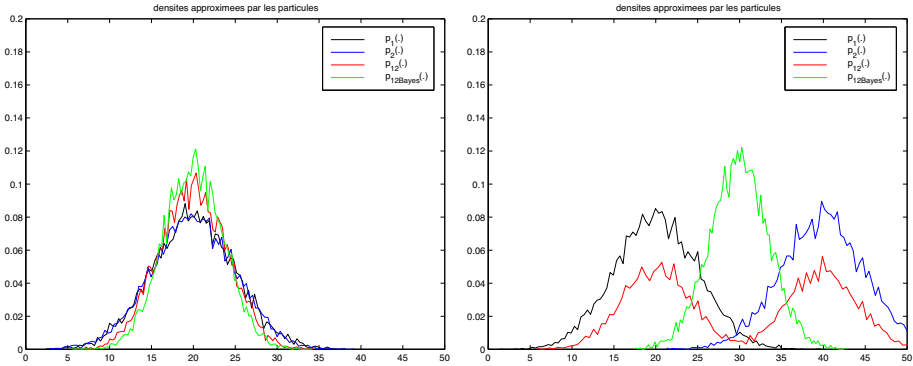 densites approximees par les particules
0.2
0.18
0.16
0.14
0.12
0.1
0.08
0.06
0.04
0.02
0
0 5 10 15 20 25 30 35 40 45 50
p1(.)
p2(.)
p12(.)
p12Bayes(.)
densites approximees par les particules
0.2
0.18
0.16
0.14
0.12
0.1
0.08
0.06
0.04
0.02
0
0 5 10 15 20 25 30 35 40 45 50
p1(.)
p2(.)
p12(.)
p12Bayes(.)